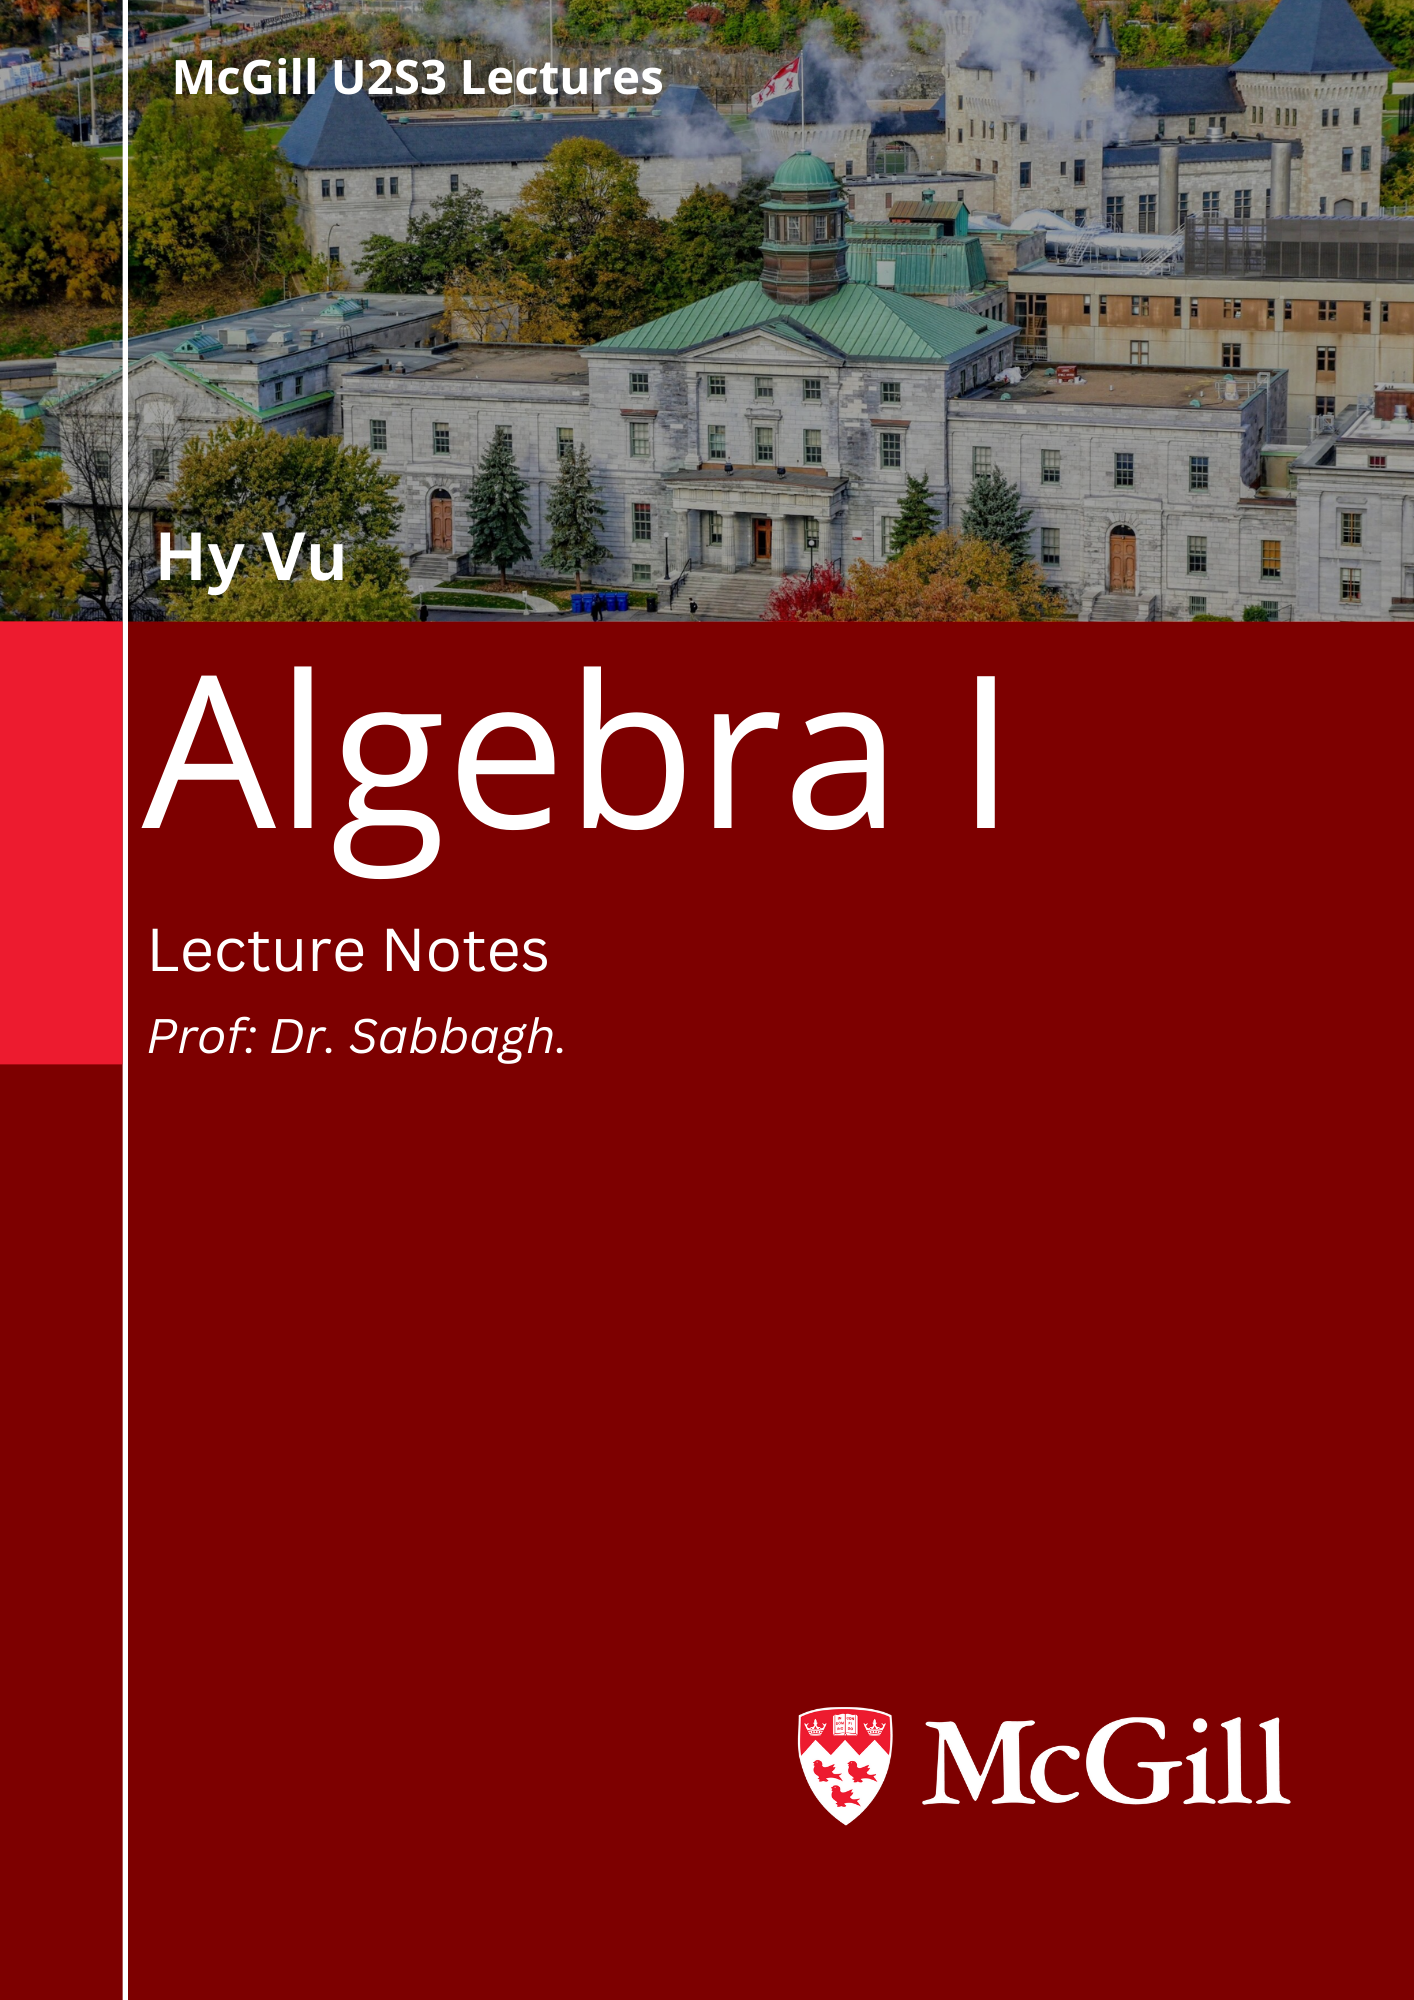 McGill U2S3 Lectures
Hy Vu
Algebra I
Lecture Notes
Prof: Dr. Sabbagh.
McGill